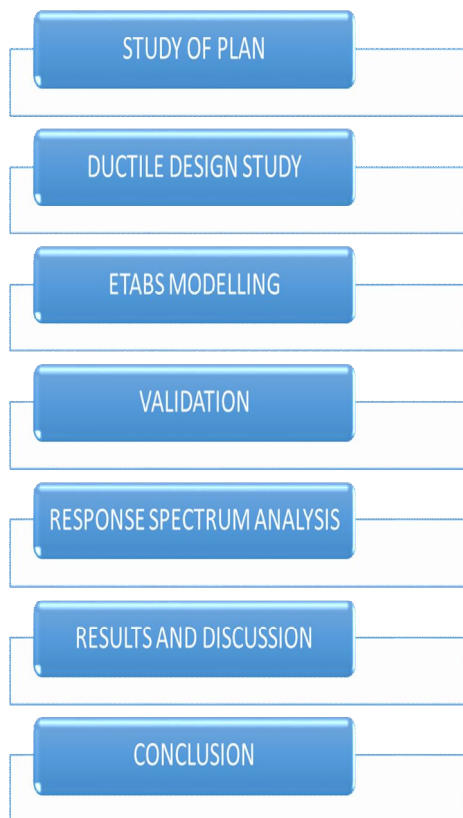 STUDY OF PLAN
DUCTILE DESIGN STUDY
ETABS MODELLING
VALIDATION
RESPONSE SPECTRUM ANALYSIS
RESULTS AND DISCUSSION
CONCLUSION